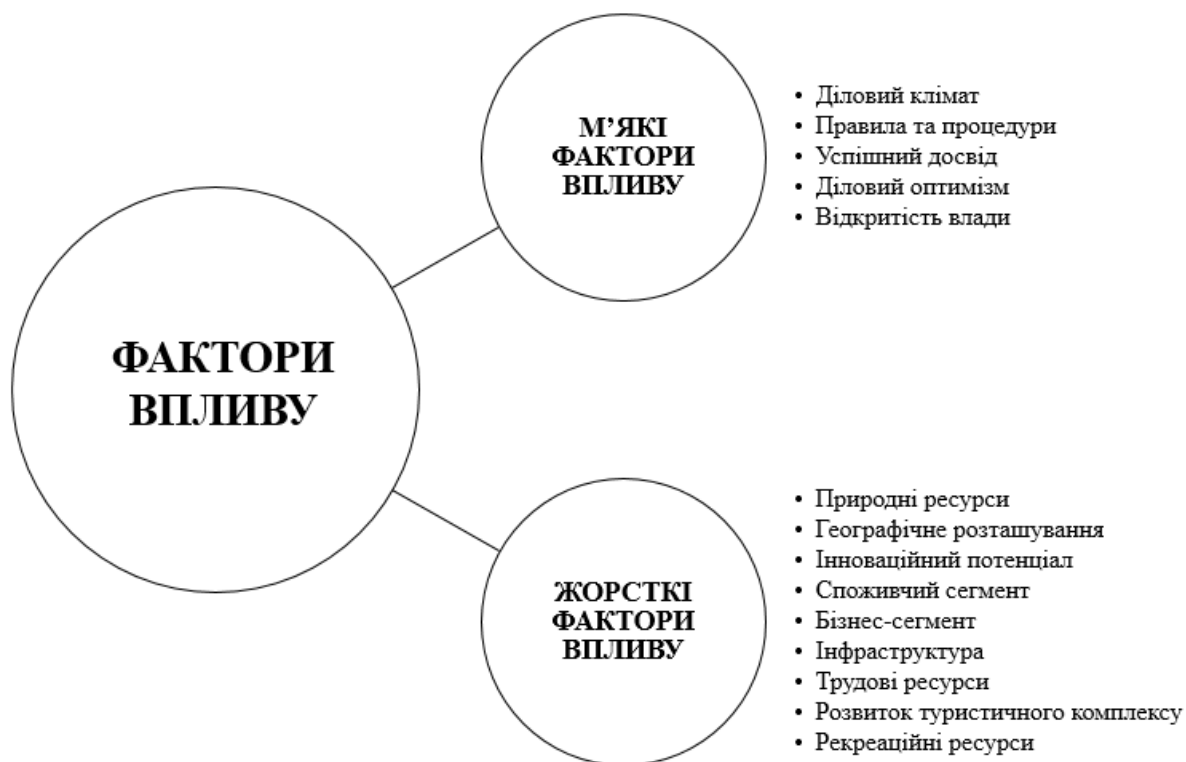 ФАКТОРИ
ВПЛИВУ
М’ЯКІ
ФАКТОРИ
ВПЛИВУ
• Діловий клімат
• Правила та процедури
• Успішний досвід
• Діловий оптимізм
• Відкритість влади
ЖОРСТКІ
ФАКТОРИ
ВПЛИВУ
• Природні ресурси
• Географічне розташування
• Інноваційний потенціал
• Споживчий сегмент
• Бізнес-сегмент
• Інфраструктура
• Трудові ресурси
• Розвиток туристичного комплексу
• Рекреаційні ресурси